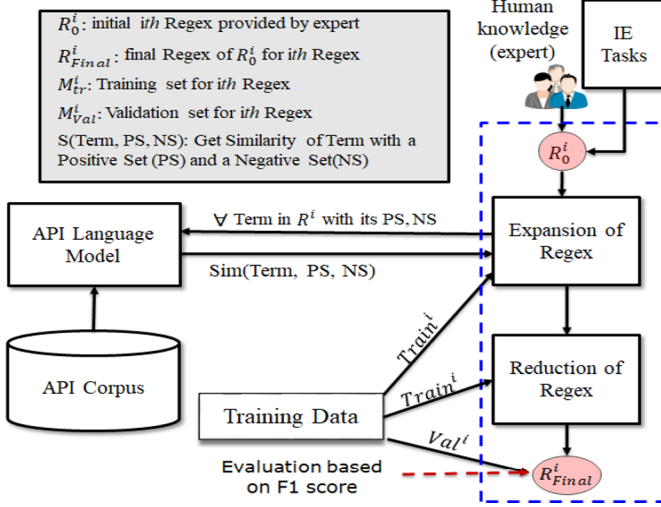 R₀ⁱ: initial ith Regex provided by expert
Rⁱ_Final: final Regex of R₀ⁱ for ith Regex
Mⁱ_tr: Training set for ith Regex
Mⁱ_Val: Validation set for ith Regex
S(Term, PS, NS): Get Similarity of Term with a
Positive Set (PS) and a Negative Set(NS)
Human
knowledge
(expert)
IE
Tasks
R₀ⁱ
∀ Term in Rⁱ with its PS, NS
API Language
Model
Sim(Term, PS, NS)
Expansion of
Regex
API Corpus
Trainⁱ
Reduction of
Regex
Trainⁱ
Training Data
Valⁱ
Evaluation based
on F1 score
Rⁱ_Final